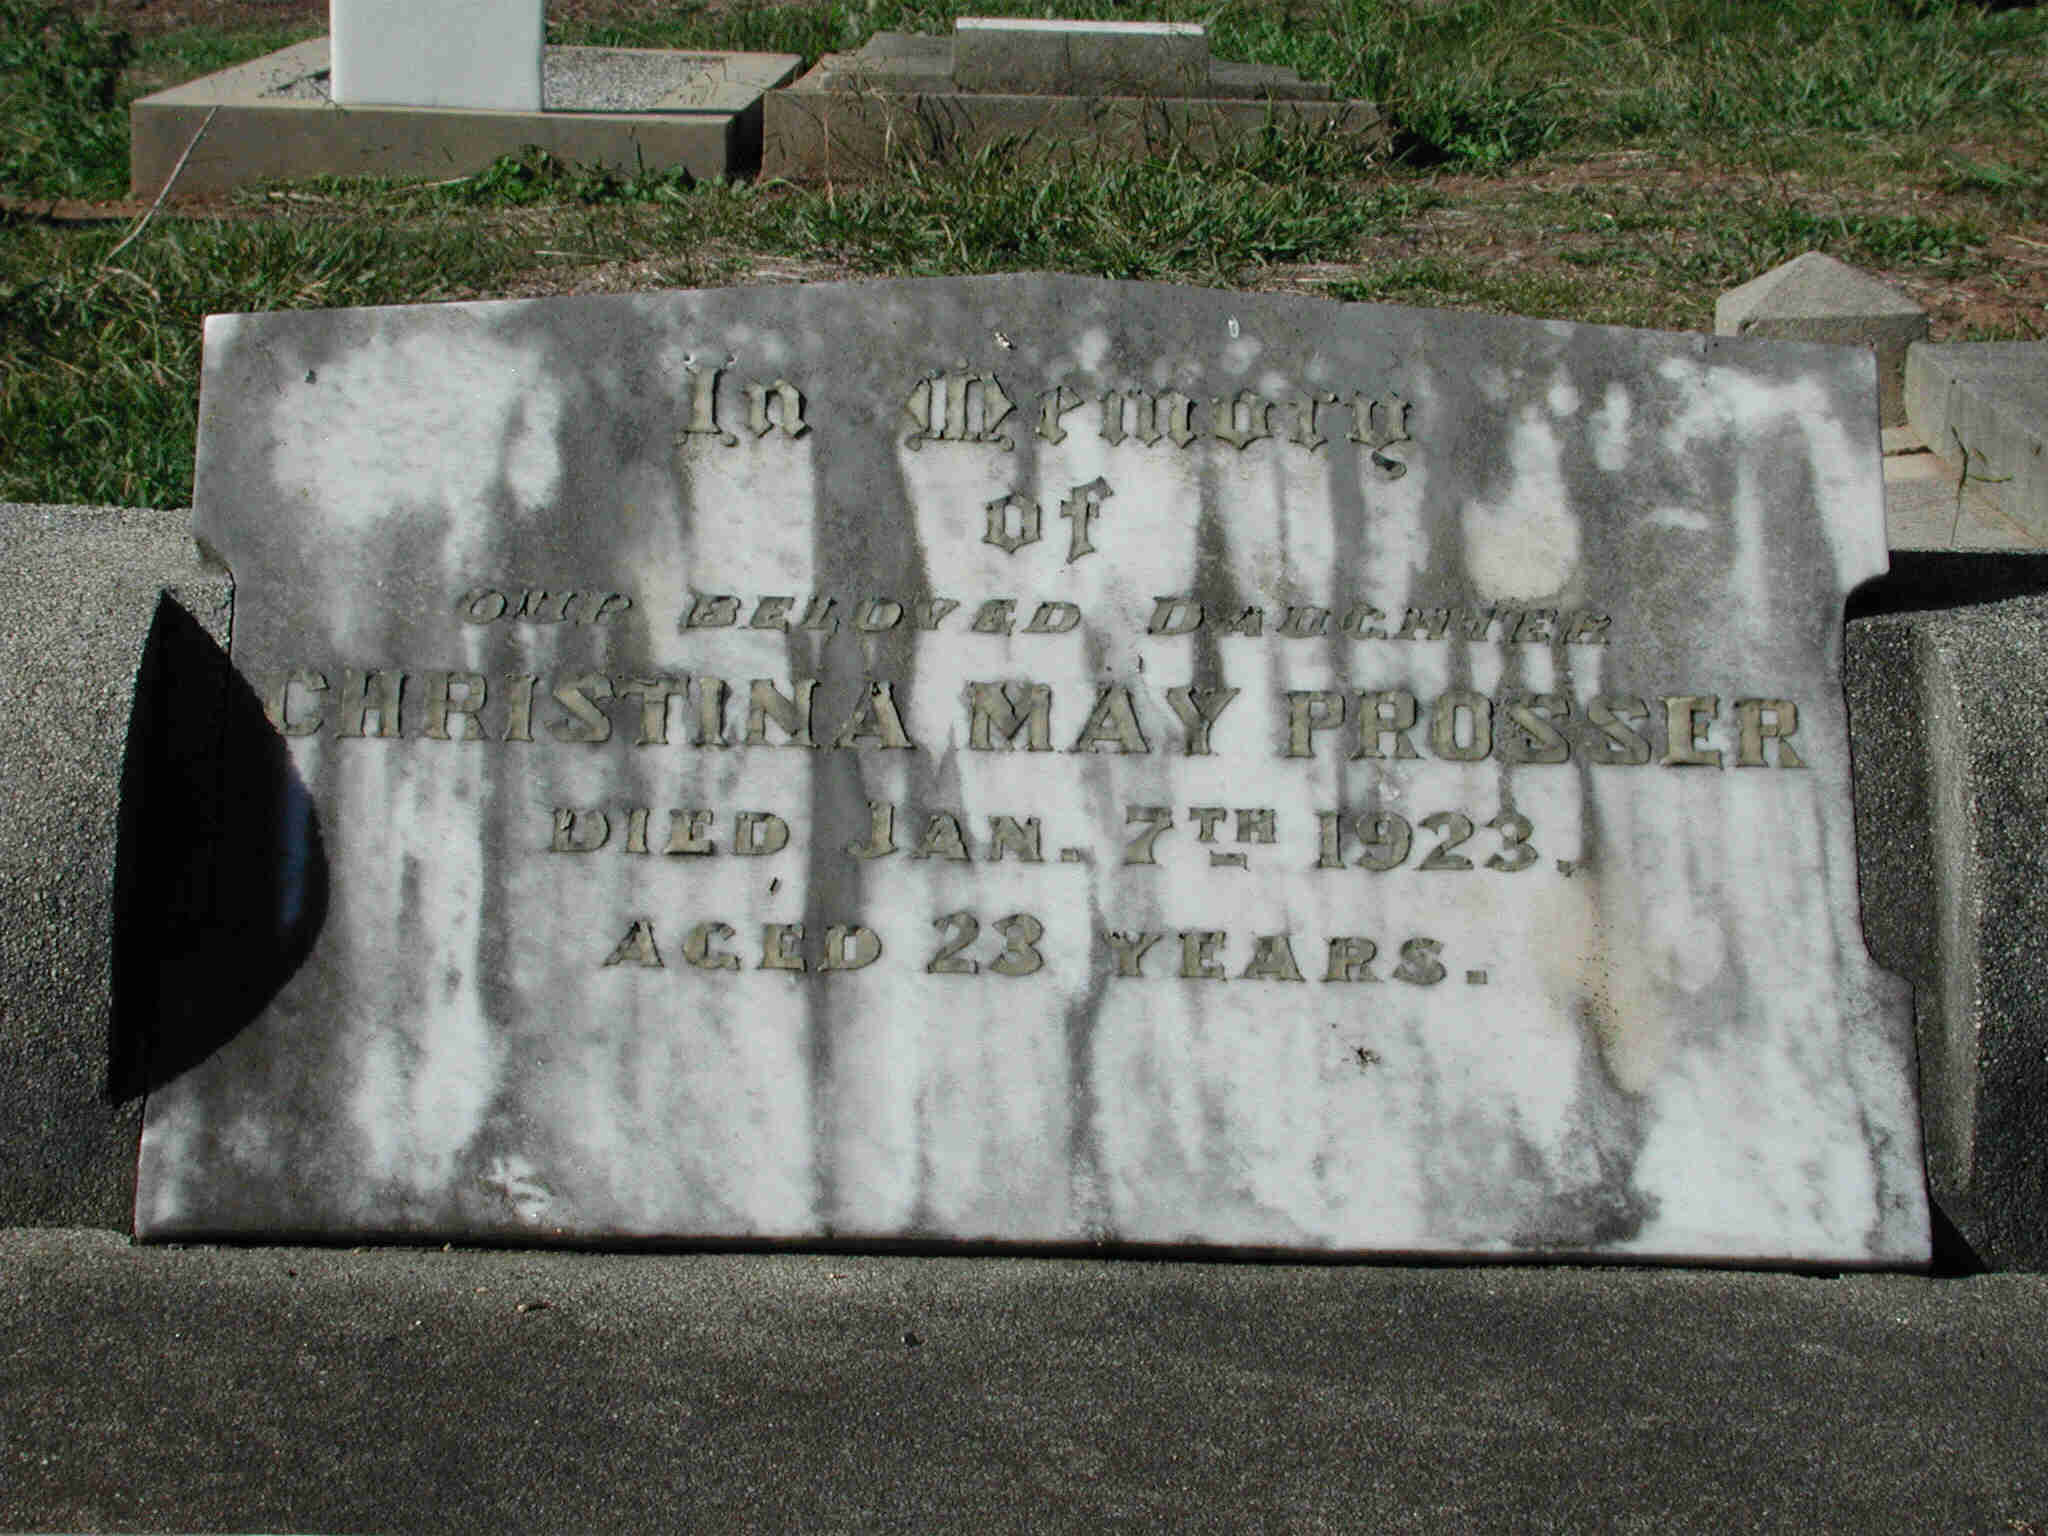 In Memory
of
OUR BELOVED DAUGHTER
CHRISTINA MAY PROSSER
DIED JAN. 7TH 1923.
AGED 23 YEARS.